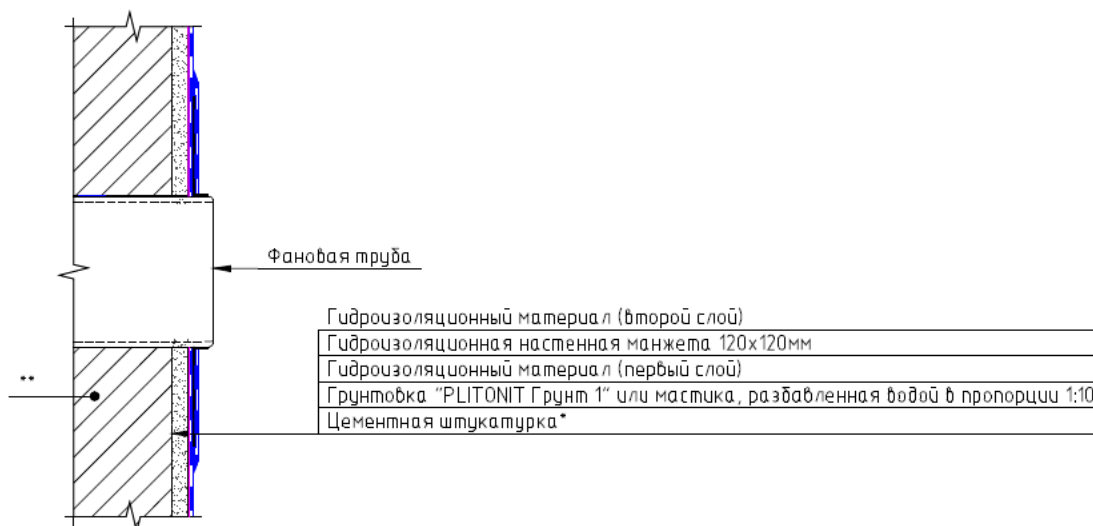 Фановая труба
Гидроизоляционный материал (второй слой)
Гидроизоляционная настенная манжета 120х120мм
Гидроизоляционный материал (первый слой)
Грунтовка "PLITONIT Грунт 1" или мастика, разбавленная водой в пропорции 1:10
**
Цементная штукатурка*